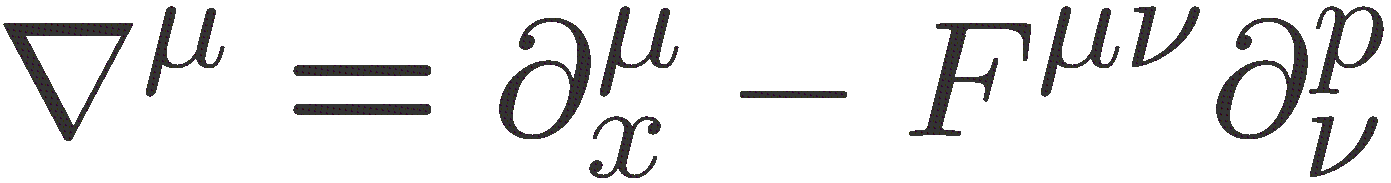 ∇^μ = ∂_x^μ − F^{μν} ∂_ν^p